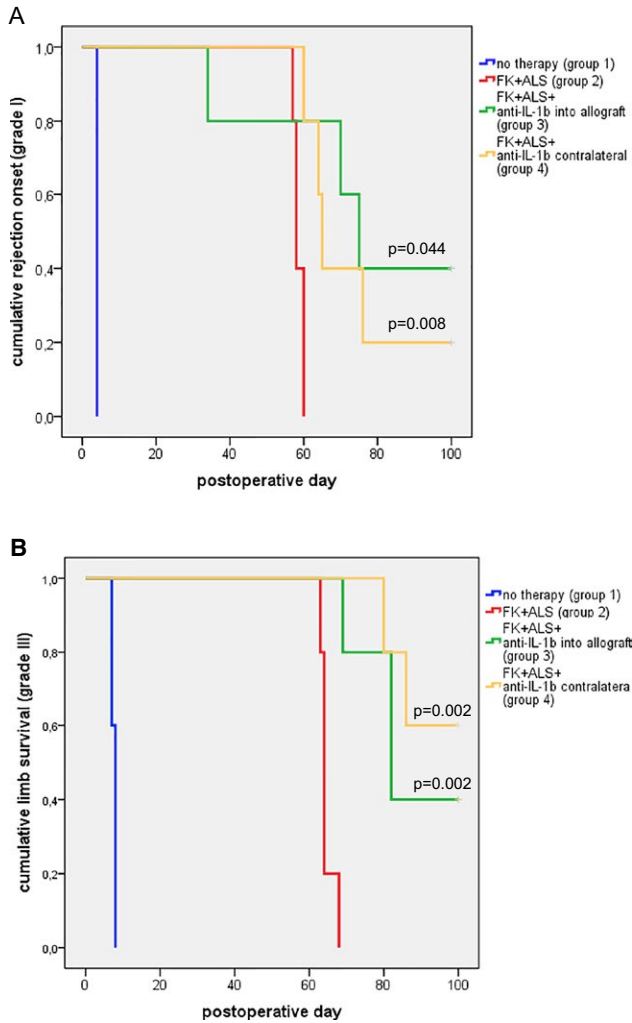 A
cumulative rejection onset (grade I)
1,0
0,8
0,6
0,4
0,2
0,0
0
20
40
60
80
100
postoperative day
p=0.044
p=0.008
no therapy (group 1)
FK+ALS (group 2)
FK+ALS+
anti-IL-1b into allograft
(group 3)
FK+ALS+
anti-IL-1b contralateral
(group 4)
B
cumulative limb survival (grade III)
1,0
0,8
0,6
0,4
0,2
0,0
0
20
40
60
80
100
postoperative day
p=0.002
p=0.002
no therapy (group 1)
FK+ALS (group 2)
FK+ALS+
anti-IL-1b into allograft
(group 3)
FK+ALS+
anti-IL-1b contralatera
(group 4)